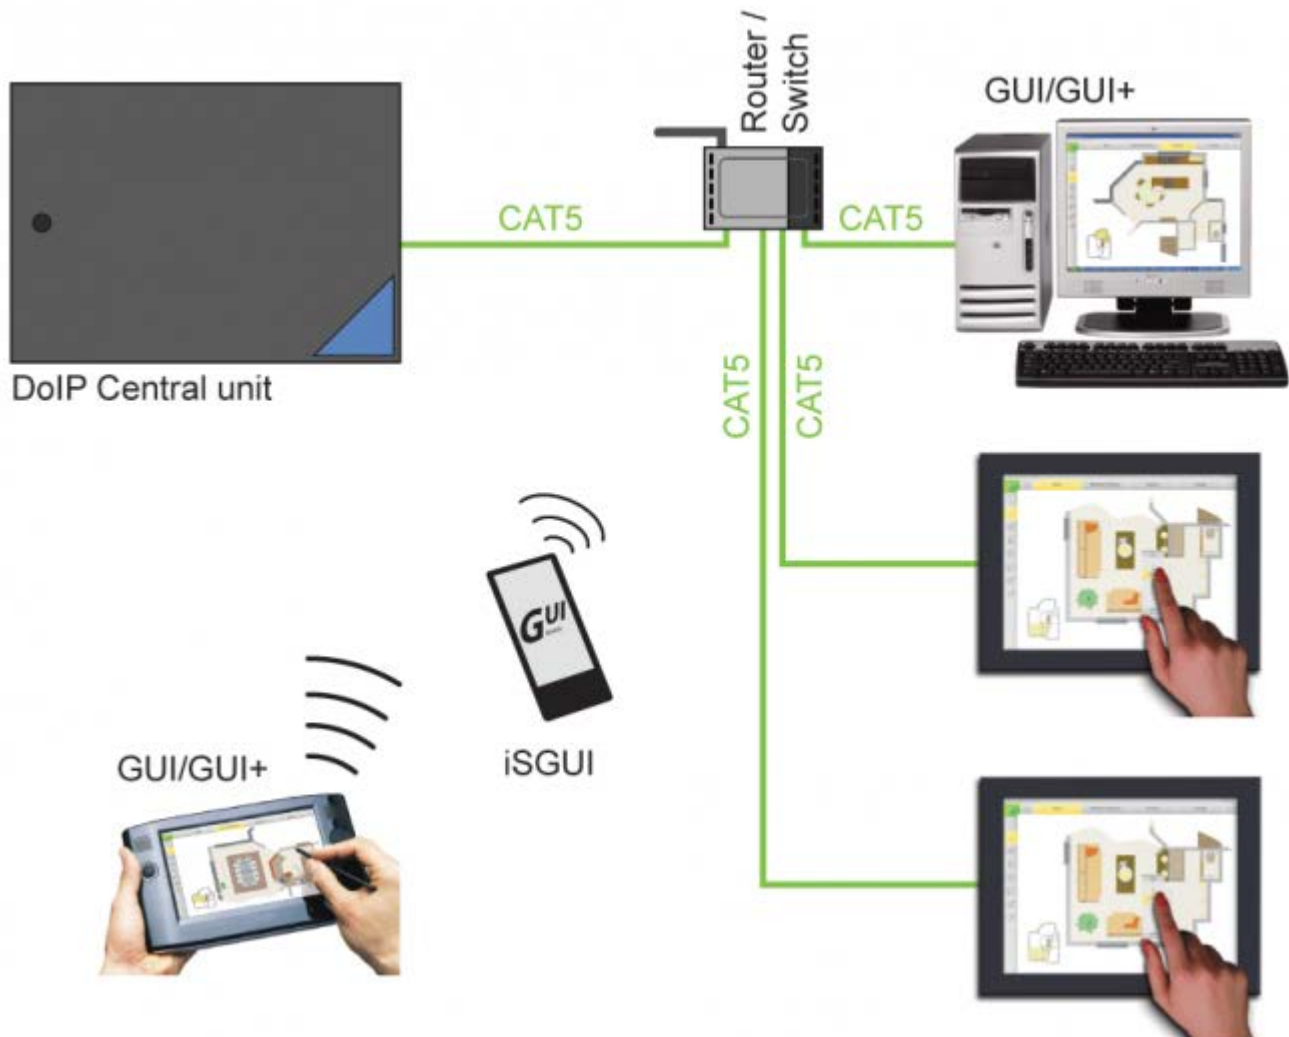 Router /
Switch
GUI/GUI+
CAT5
CAT5
DoIP Central unit
CAT5
CAT5
GUI
iSGUI
GUI/GUI+